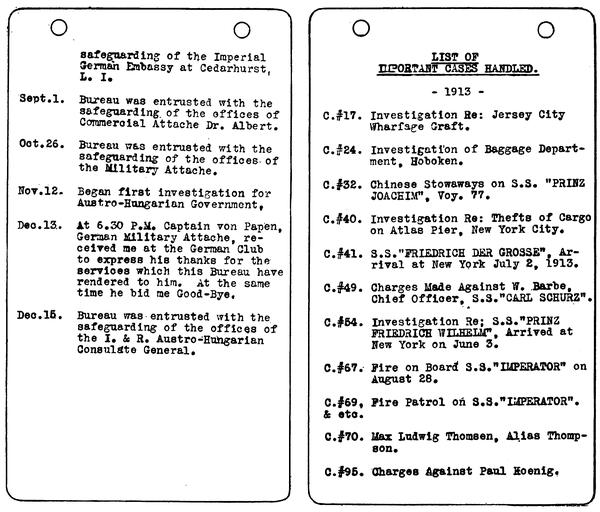 safeguarding of the Imperial
German Embassy at Cedarhurst,
L. I.
Sept.1. Bureau was entrusted with the
safeguarding of the offices of
Commercial Attache Dr. Albert.
Oct.26. Bureau was entrusted with the
safeguarding of the offices of
the Military Attache.
Nov.12. Began first investigation for
Austro-Hungarian Government,
Dec.13. At 6.30 P.M. Captain von Papen,
German Military Attache, re-
ceived me at the German Club
to express his thanks for the
services which this Bureau have
rendered to him. At the same
time he bid me Good-Bye.
Dec.15. Bureau was entrusted with the
safeguarding of the offices of
the I. & R. Austro-Hungarian
Consulate General.
LIST OF
IMPORTANT CASES HANDLED.
- 1913 -
C.#17. Investigation Re: Jersey City
Wharfage Graft.
C.#24. Investigation of Baggage Depart-
ment, Hoboken.
C.#32. Chinese Stowaways on S.S. "PRINZ
JOACHIM", Voy. 77.
C.#40. Investigation Re: Thefts of Cargo
on Atlas Pier, New York City.
C.#41. S.S."FRIEDRICH DER GROSSE", Ar-
rival at New York July 2, 1913.
C.#49. Charges Made Against W. Barbe,
Chief Officer, S.S."CARL SCHURZ".
C.#54. Investigation Re; S.S."PRINZ
FRIEDRICH WILHELM", Arrived at
New York on June 3.
C.#67. Fire on Board S.S."IMPERATOR" on
August 28.
C.#69, Fire Patrol on S.S."IMPERATOR".
& etc.
C.#70. Max Ludwig Thomsen, Alias Thomp-
son.
C.#95. Charges Against Paul Koenig.